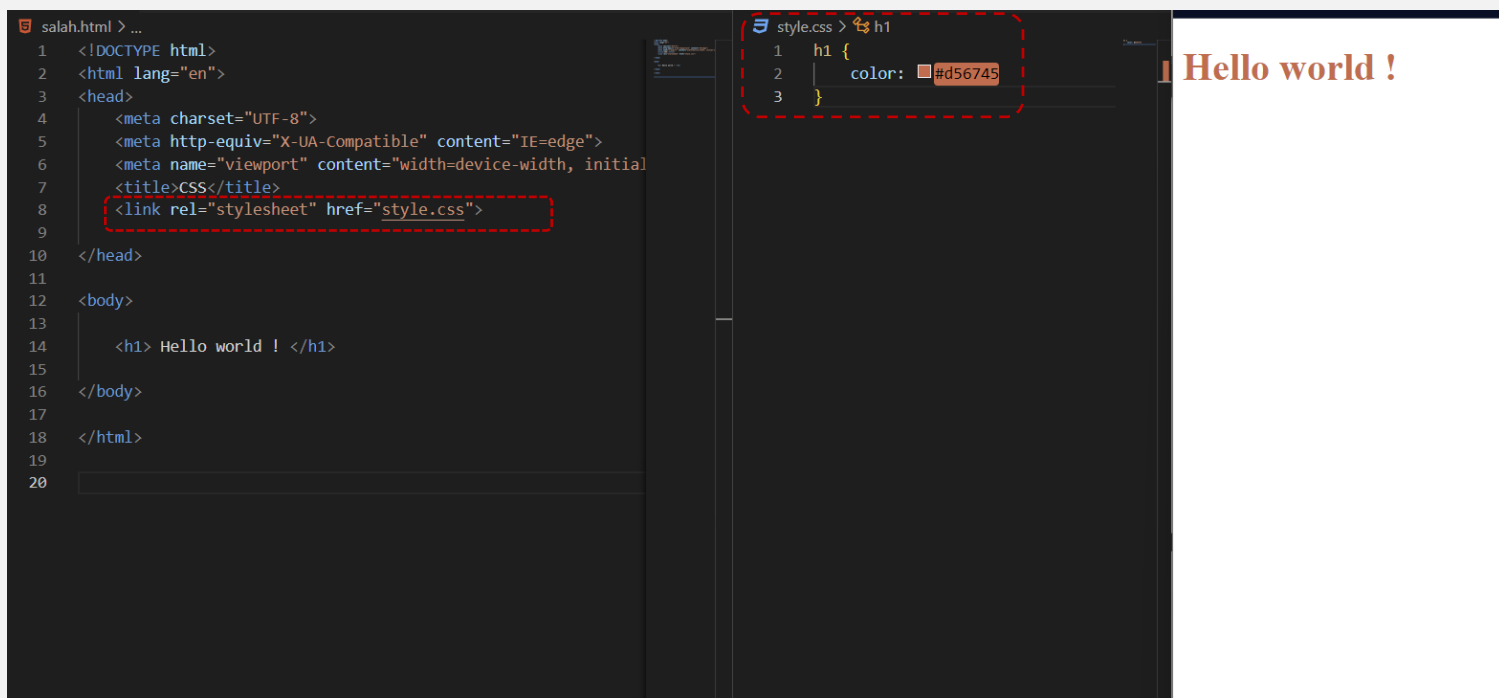 salah.html > ...
1 <!DOCTYPE html>
2 <html lang="en">
3 <head>
4 <meta charset="UTF-8">
5 <meta http-equiv="X-UA-Compatible" content="IE=edge">
6 <meta name="viewport" content="width=device-width, initial
7 <title>CSS</title>
8 <link rel="stylesheet" href="style.css">
9
10 </head>
11
12 <body>
13
14 <h1> Hello world ! </h1>
15
16 </body>
17
18 </html>
19
20
style.css > h1
1 h1 {
2 color: #d56745
3 }
Hello world !